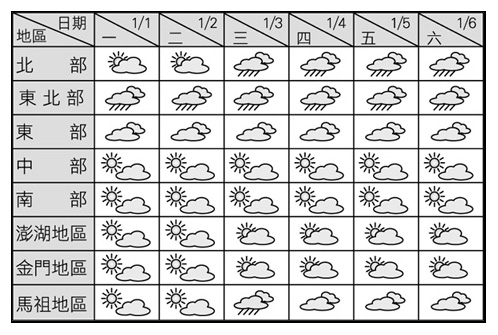 日期 1/1 1/2 1/3 1/4 1/5 1/6
地區 一 二 三 四 五 六
北部
東北部
東部
中部
南部
澎湖地區
金門地區
馬祖地區